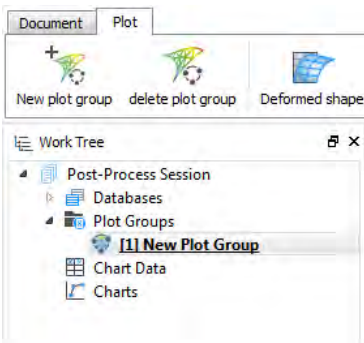 Document Plot
New plot group delete plot group Deformed shape
Work Tree
Post-Process Session
Databases
Plot Groups
[1] New Plot Group
Chart Data
Charts